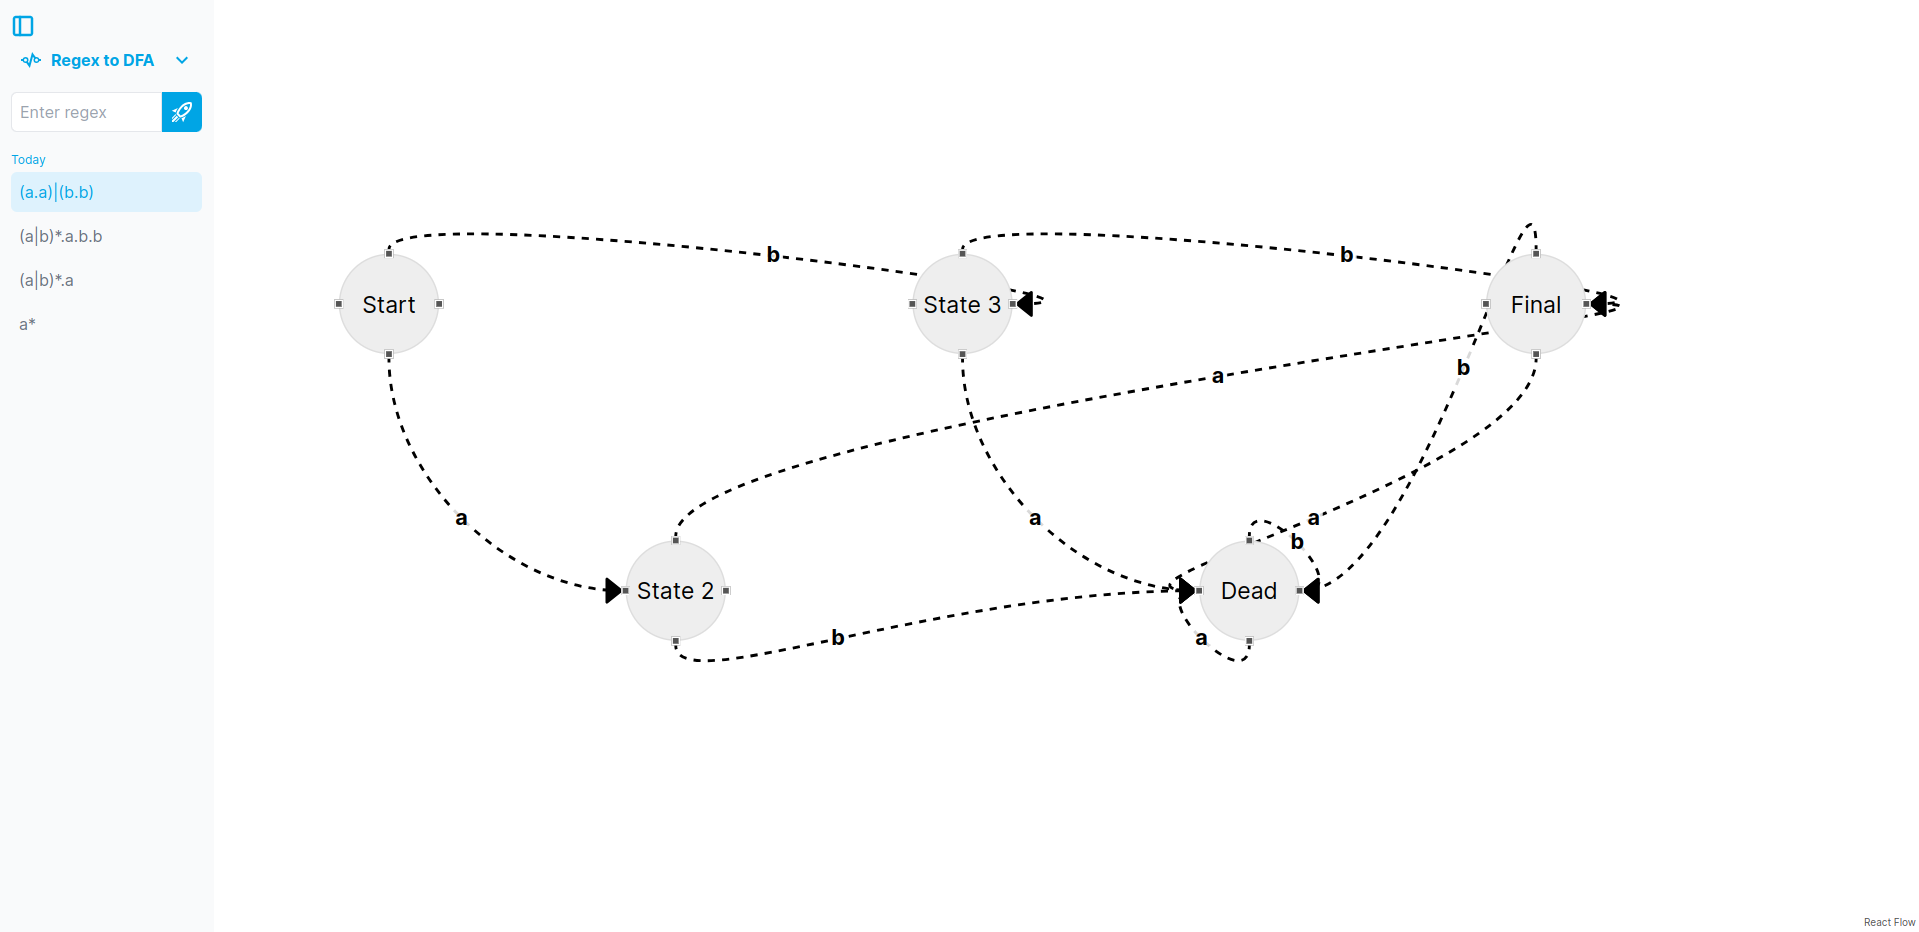 Regex to DFA
Enter regex
Today
(a.a)|(b.b)
(a|b)*.a.b.b
(a|b)*.a
a*
b
b
Start
State 3
Final
a
b
a
a
a
b
State 2
Dead
b
a
React Flow